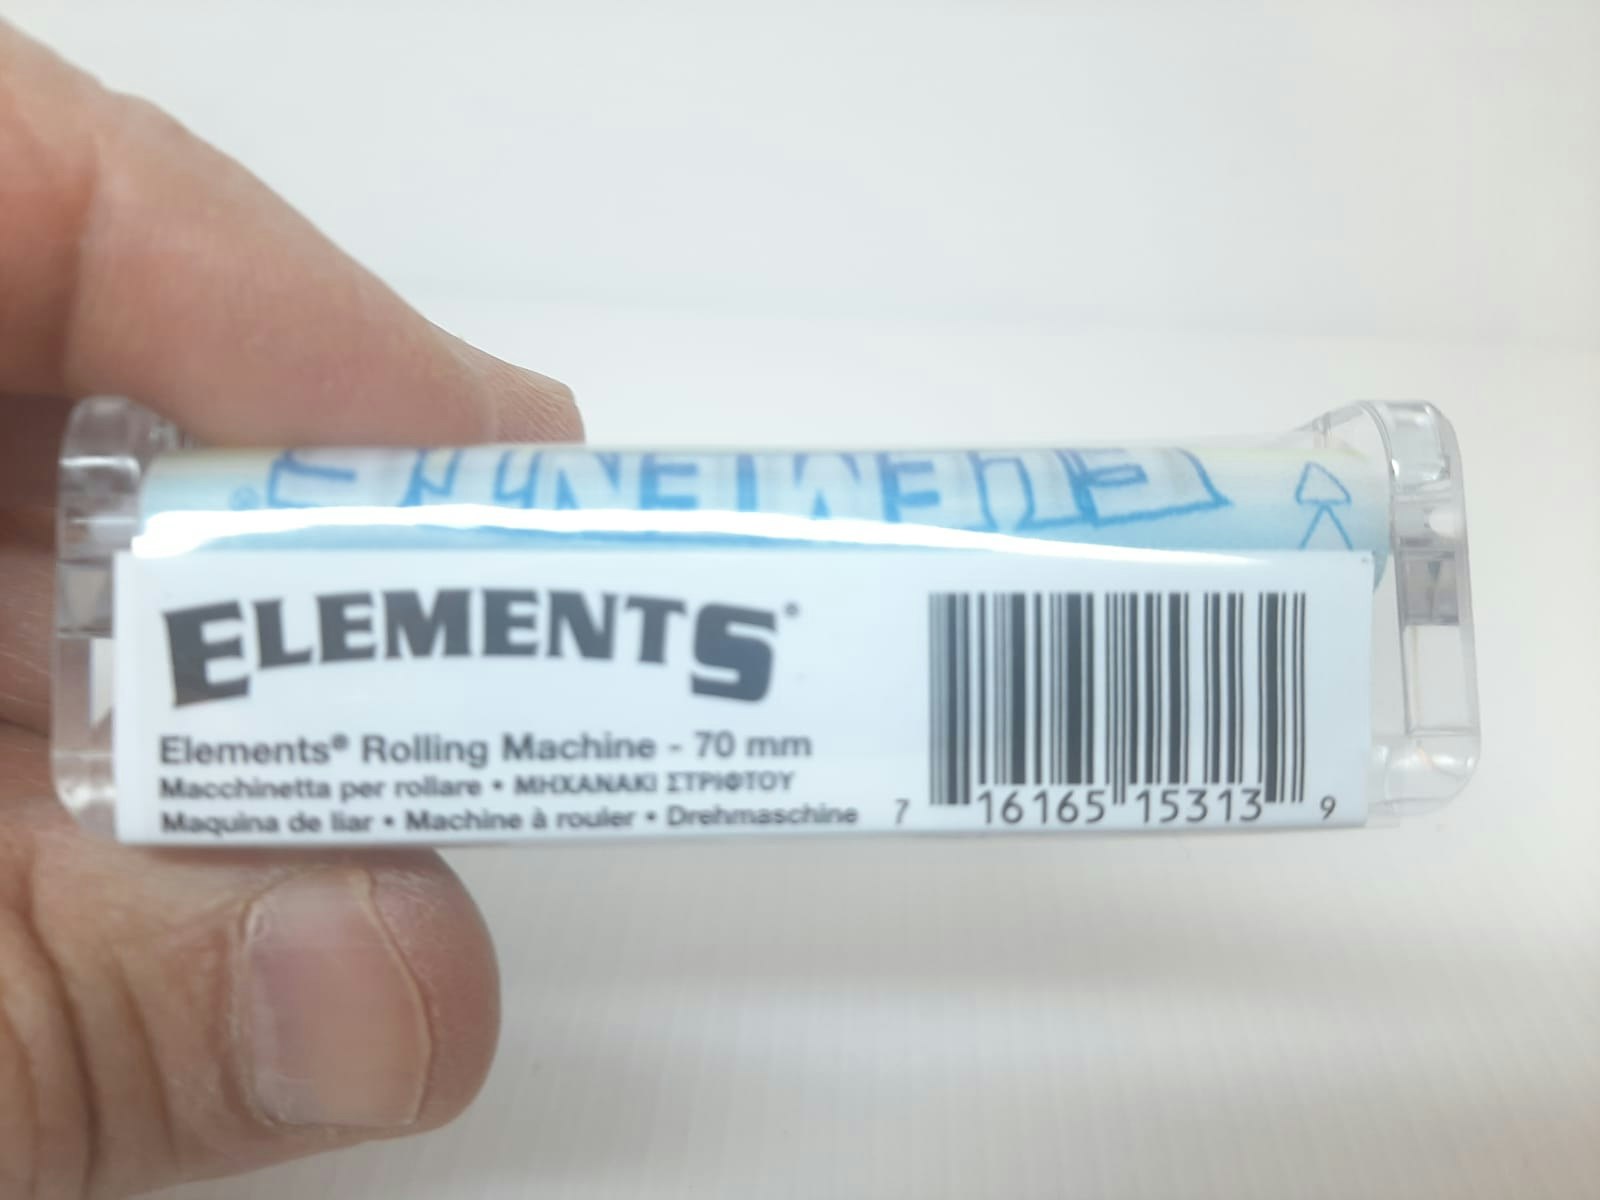 ELEMENTS®
ELEMENTS®
Elements® Rolling Machine - 70 mm
Macchinetta per rollare • ΜΗΧΑΝΑΚΙ ΣΤΡΙΦΤΟΥ
Maquina de liar • Machine à rouler • Drehmaschine
7 16165 15313 9